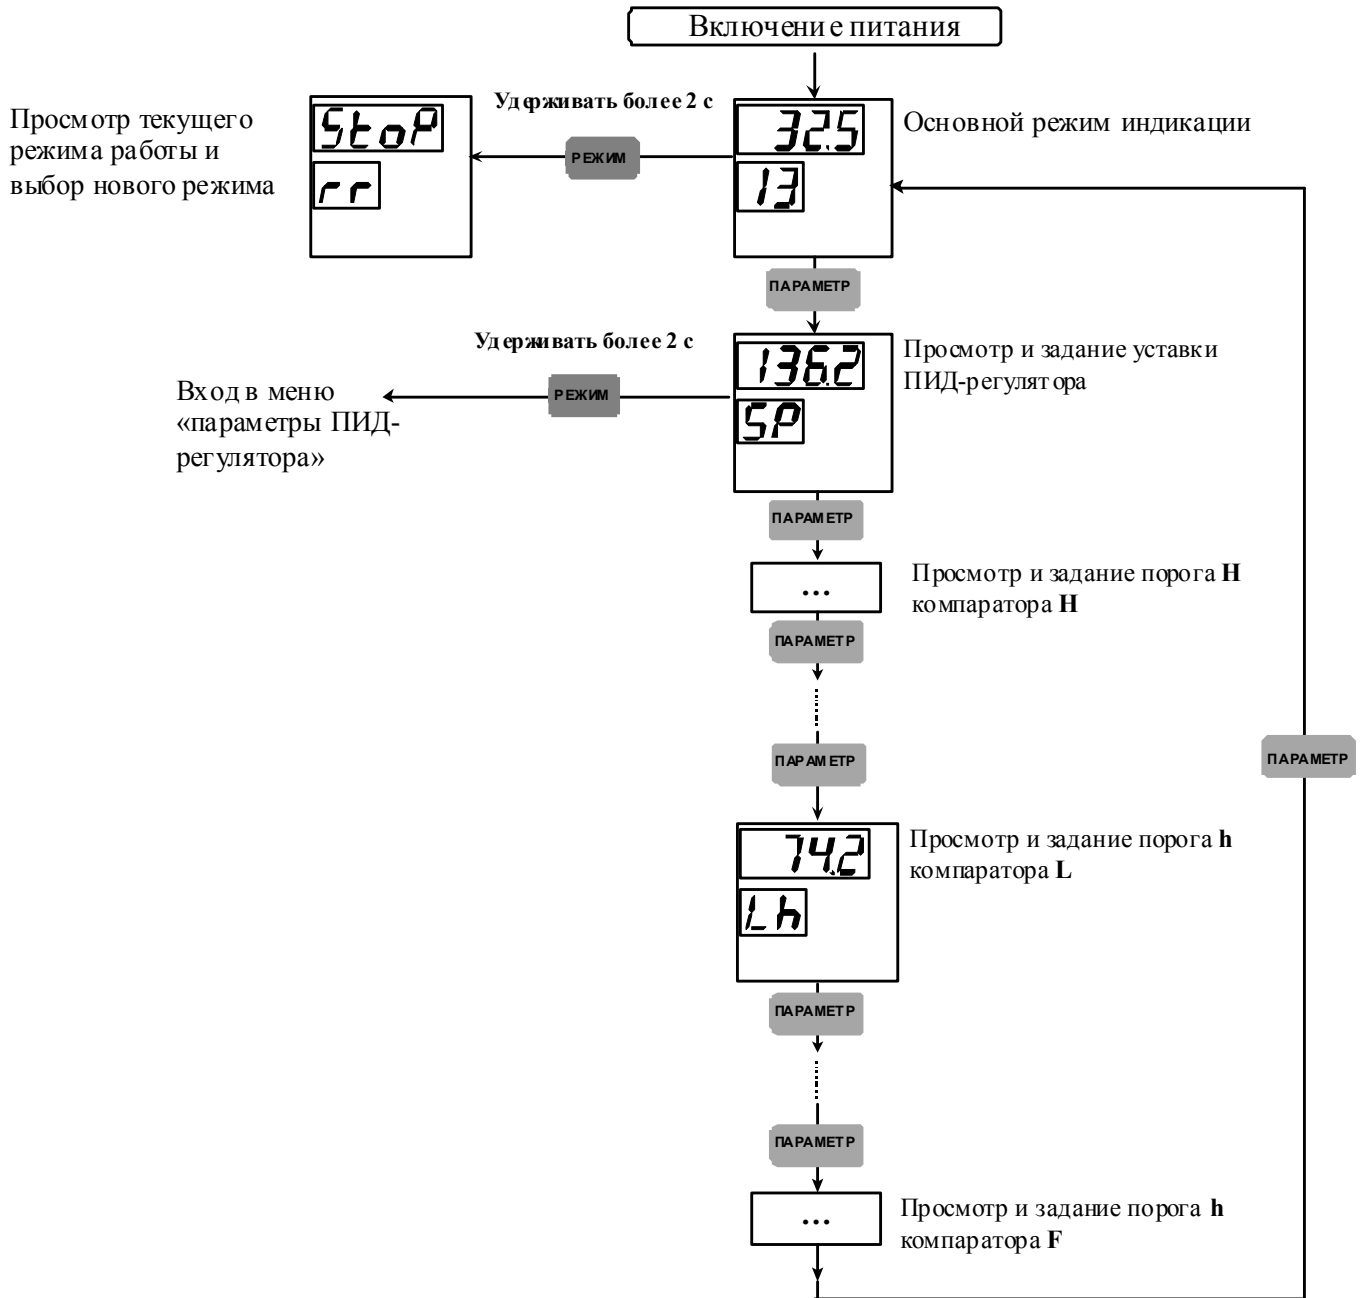 Включение питания
Удерживать более 2 с
Просмотр текущего
режима работы и
выбор нового режима
StoP
rr
РЕЖИМ
32.5
13
Основной режим индикации
ПАРАМЕТР
Удерживать более 2 с
Вход в меню
«параметры ПИД-
регулятора»
РЕЖИМ
136.2
SP
Просмотр и задание уставки
ПИД-регулятора
ПАРАМЕТР
...
Просмотр и задание порога H
компаратора H
ПАРАМЕТР
ПАРАМЕТР
ПАРАМЕТР
74.2
Lh
Просмотр и задание порога h
компаратора L
ПАРАМЕТР
ПАРАМЕТР
...
Просмотр и задание порога h
компаратора F